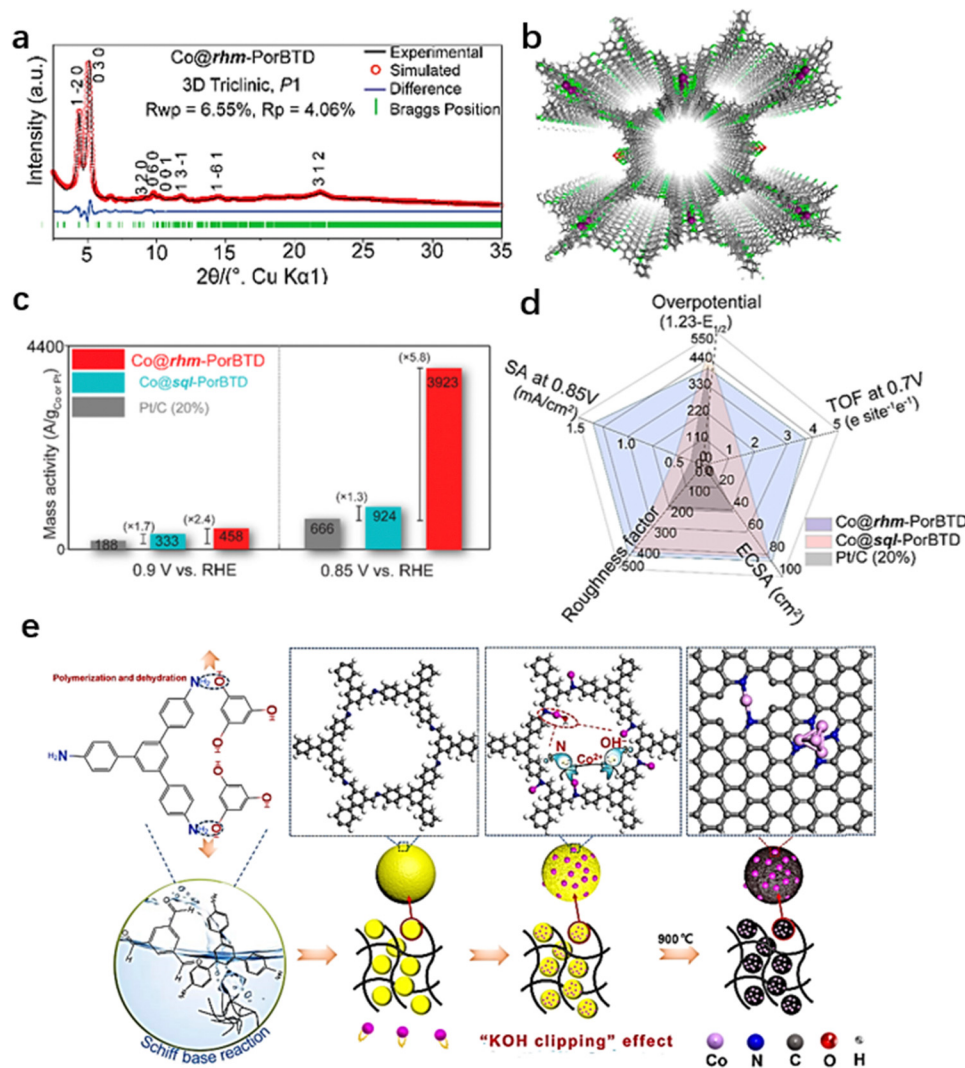 a
Intensity (a.u.)
Co@rhm-PorBTD
3D Triclinic, P1
Rwp = 6.55%, Rp = 4.06%
Experimental
Simulated
Difference
Braggs Position
1 -2 0
0 3 0
3 2 0
0 6 0
0 0 1
1 3 -1
1 -6 1
3 1 2
5 10 15 20 25 30 35
2θ/(°, Cu Kα1)
b
c
Mass activity (A/gCo or Pt)
4400
0
Co@rhm-PorBTD
Co@sql-PorBTD
Pt/C (20%)
(×5.8)
3923
(×1.3)
(×1.7)
(×2.4)
188
333
458
666
924
0.9 V vs. RHE
0.85 V vs. RHE
d
Overpotential
(1.23-E1/2)
550
440
330
220
110
0
SA at 0.85V
(mA/cm²)
1.5
1.0
0.5
TOF at 0.7V
(e site⁻¹e⁻¹)
1 2 3 4 5
Roughness factor
100
200
300
400
500
ECSA (cm²)
20
40
60
80
100
Co@rhm-PorBTD
Co@sql-PorBTD
Pt/C (20%)
e
Polymerization and dehydration
H₂N
N
OH
Co²⁺
Schiff base reaction
900℃
"KOH clipping" effect
Co N C O H